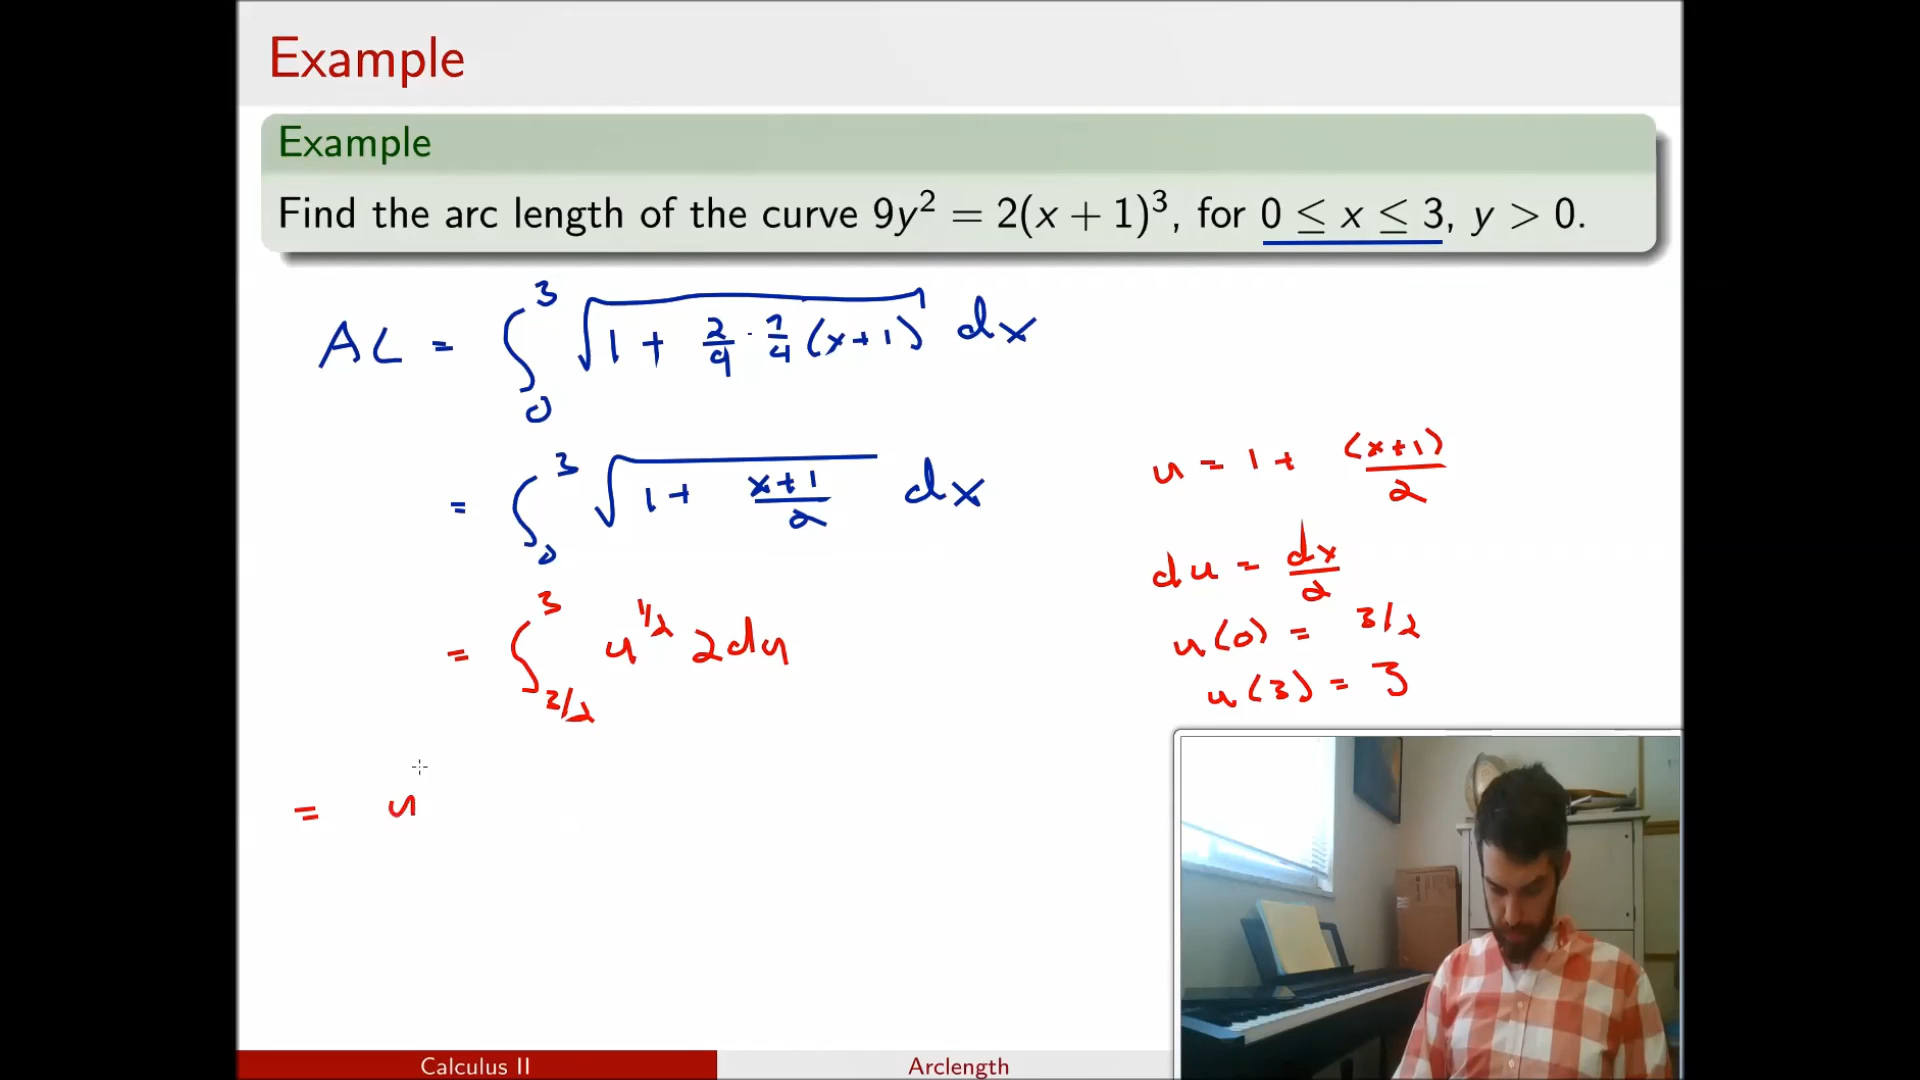 Example
Example
Find the arc length of the curve 9y² = 2(x + 1)³, for 0 ≤ x ≤ 3, y > 0.
AL = ∫₀³ √(1 + 2/9 · 9/4 (x+1)) dx
= ∫₀³ √(1 + (x+1)/2) dx
= ∫_{3/2}^{3} u^{1/2} 2du
= u
u = 1 + (x+1)/2
du = dx/2
u(0) = 3/2
u(3) = 3
Calculus II
Arclength